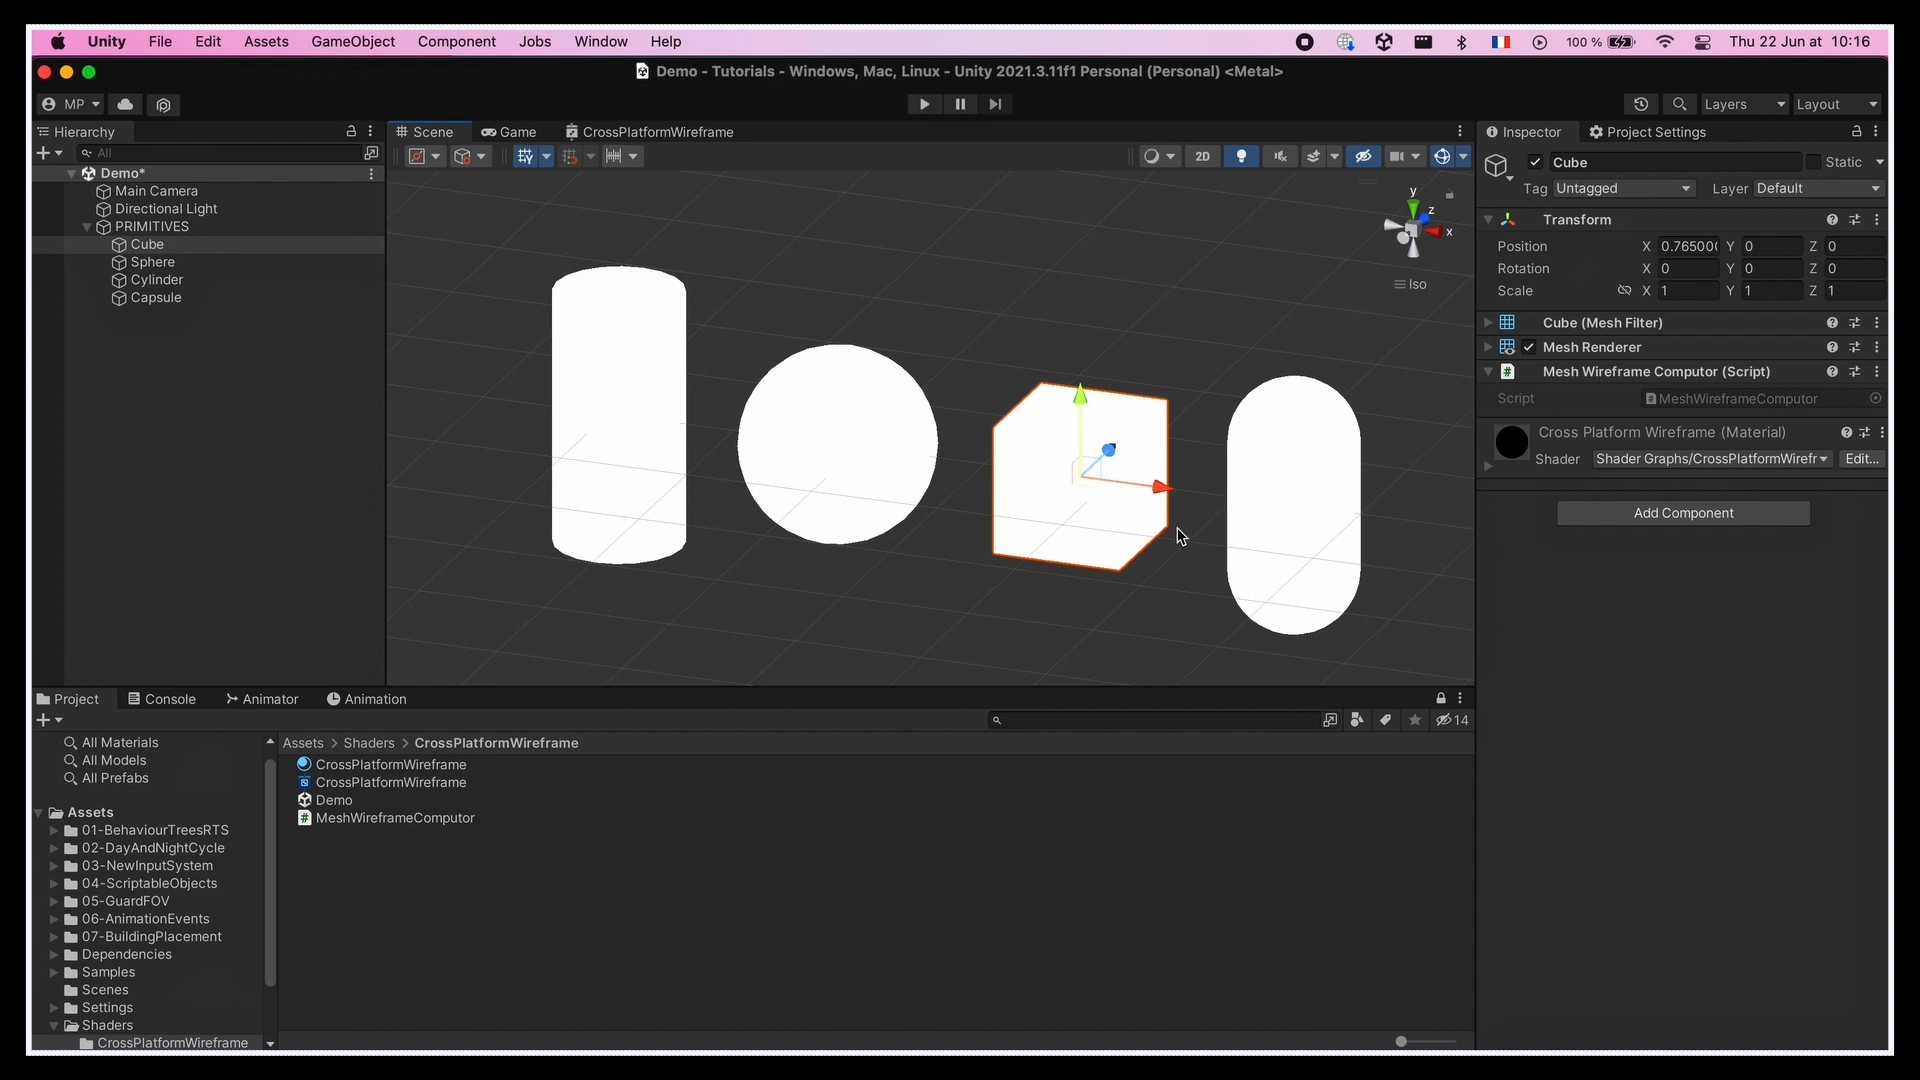 Unity File Edit Assets GameObject Component Jobs Window Help 100 % Thu 22 Jun at 10:16
Demo - Tutorials - Windows, Mac, Linux - Unity 2021.3.11f1 Personal (Personal) <Metal>
MP Layers Layout
Hierarchy Scene Game CrossPlatformWireframe Inspector Project Settings
All 2D Cube Static
Demo* Tag Untagged Layer Default
Main Camera
Directional Light
PRIMITIVES
Cube
Sphere
Cylinder
Capsule
y
z
x
Iso
Transform
Position X 0.765000 Y 0 Z 0
Rotation X 0 Y 0 Z 0
Scale X 1 Y 1 Z 1
Cube (Mesh Filter)
Mesh Renderer
Mesh Wireframe Computor (Script)
Script MeshWireframeComputor
Cross Platform Wireframe (Material)
Shader Shader Graphs/CrossPlatformWirefr Edit...
Add Component
Project Console Animator Animation
14
All Materials
All Models
All Prefabs
Assets
01-BehaviourTreesRTS
02-DayAndNightCycle
03-NewInputSystem
04-ScriptableObjects
05-GuardFOV
06-AnimationEvents
07-BuildingPlacement
Dependencies
Samples
Scenes
Settings
Shaders
CrossPlatformWireframe
Assets > Shaders > CrossPlatformWireframe
CrossPlatformWireframe
CrossPlatformWireframe
Demo
MeshWireframeComputor